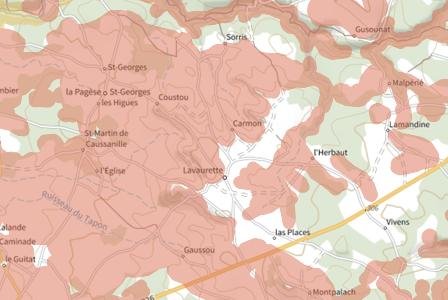 Sorris
Gusounat
St-Georges
mbier
la Pagèse
St-Georges
les Higues
Coustou
Malpérié
Carmon
Lamandine
St-Martin de
Caussanille
l'Herbaut
l'Église
Lavaurette
Ruisseau du Tapon
Lalande
Caminade
le Guitat
Gaussou
las Places
Vivens
Montpalach